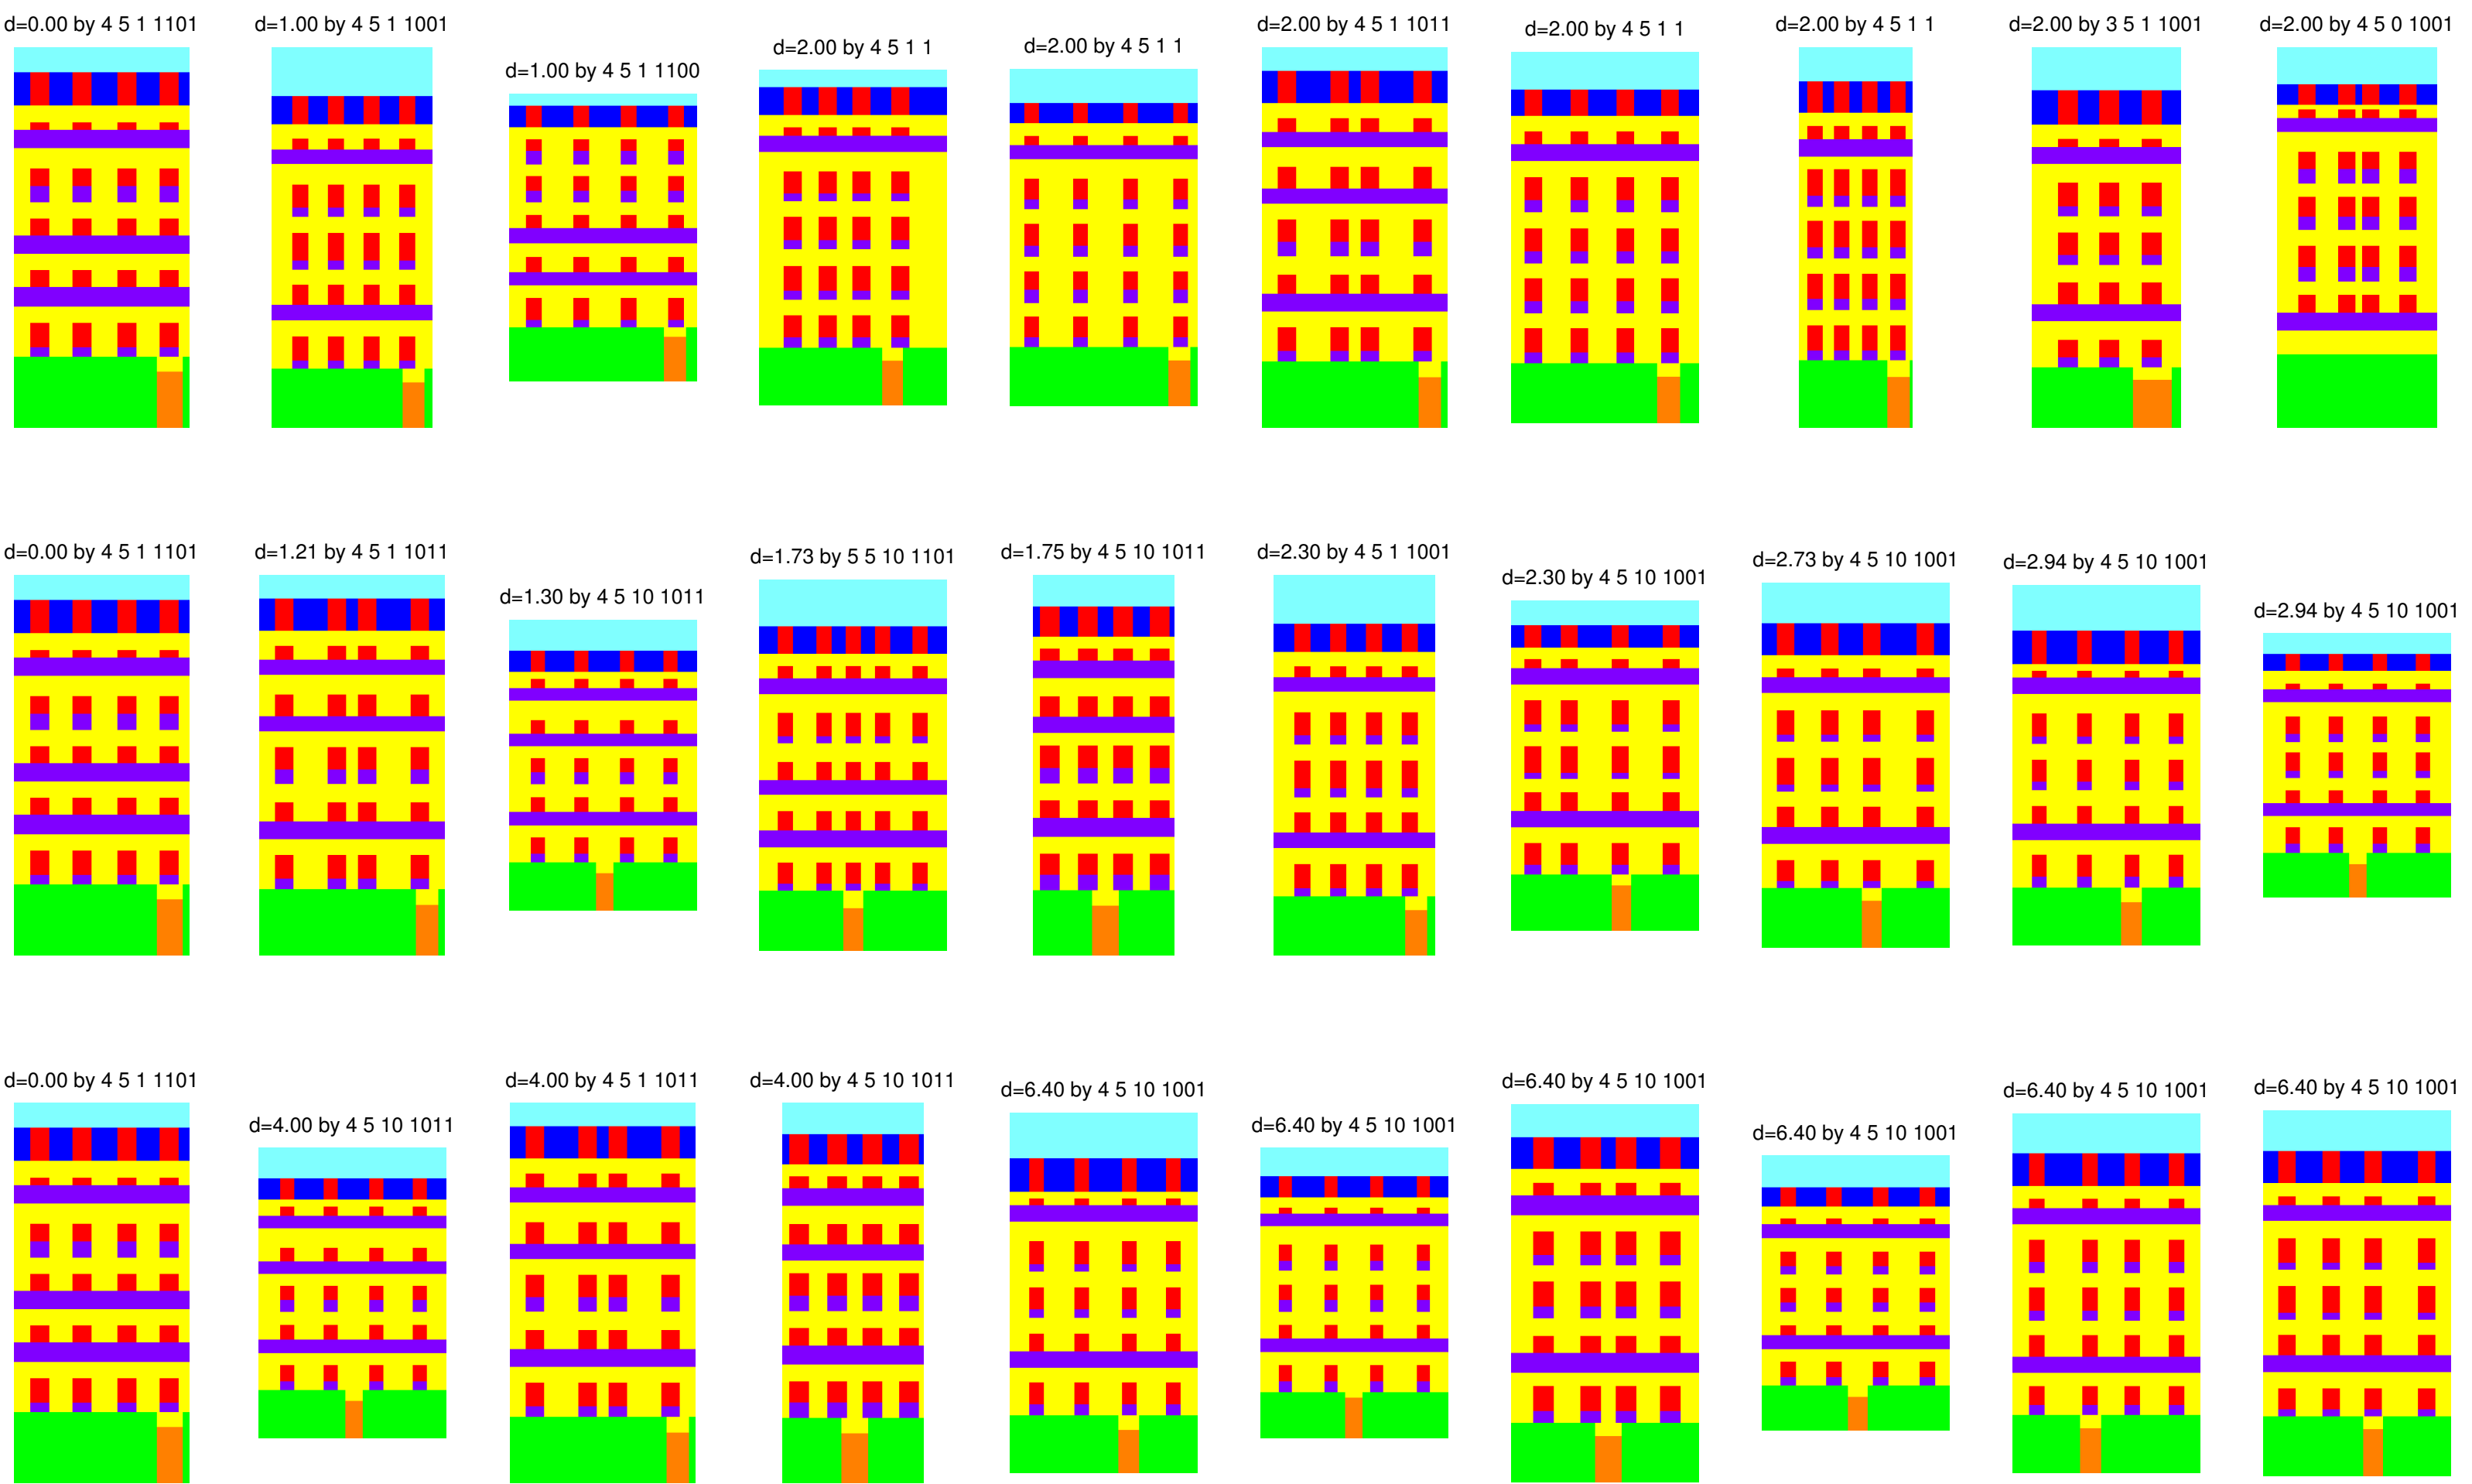 d=0.00 by 4 5 1 1101
d=1.00 by 4 5 1 1001
d=1.00 by 4 5 1 1100
d=2.00 by 4 5 1 1
d=2.00 by 4 5 1 1
d=2.00 by 4 5 1 1011
d=2.00 by 4 5 1 1
d=2.00 by 4 5 1 1
d=2.00 by 3 5 1 1001
d=2.00 by 4 5 0 1001
d=0.00 by 4 5 1 1101
d=1.21 by 4 5 1 1011
d=1.30 by 4 5 10 1011
d=1.73 by 5 5 10 1101
d=1.75 by 4 5 10 1011
d=2.30 by 4 5 1 1001
d=2.30 by 4 5 10 1001
d=2.73 by 4 5 10 1001
d=2.94 by 4 5 10 1001
d=2.94 by 4 5 10 1001
d=0.00 by 4 5 1 1101
d=4.00 by 4 5 10 1011
d=4.00 by 4 5 1 1011
d=4.00 by 4 5 10 1011
d=6.40 by 4 5 10 1001
d=6.40 by 4 5 10 1001
d=6.40 by 4 5 10 1001
d=6.40 by 4 5 10 1001
d=6.40 by 4 5 10 1001
d=6.40 by 4 5 10 1001